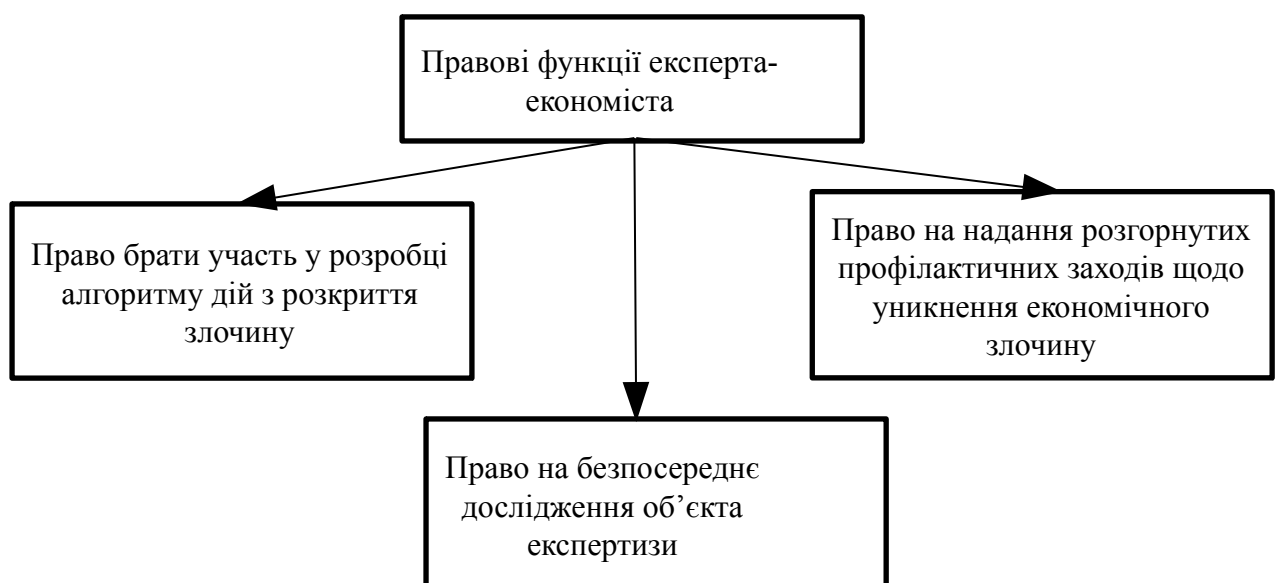 Правові функції експерта-
економіста
Право брати участь у розробці
алгоритму дій з розкриття
злочину
Право на надання розгорнутих
профілактичних заходів щодо
уникнення економічного
злочину
Право на безпосереднє
дослідження об’єкта
експертизи